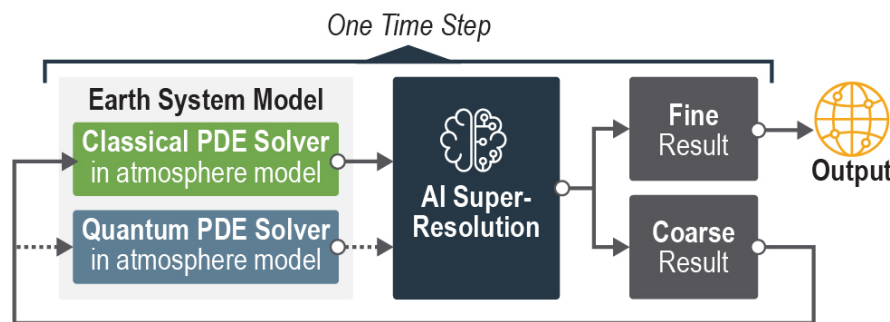 One Time Step
Earth System Model
Classical PDE Solver
in atmosphere model
Quantum PDE Solver
in atmosphere model
AI Super-
Resolution
Fine
Result
Coarse
Result
Output